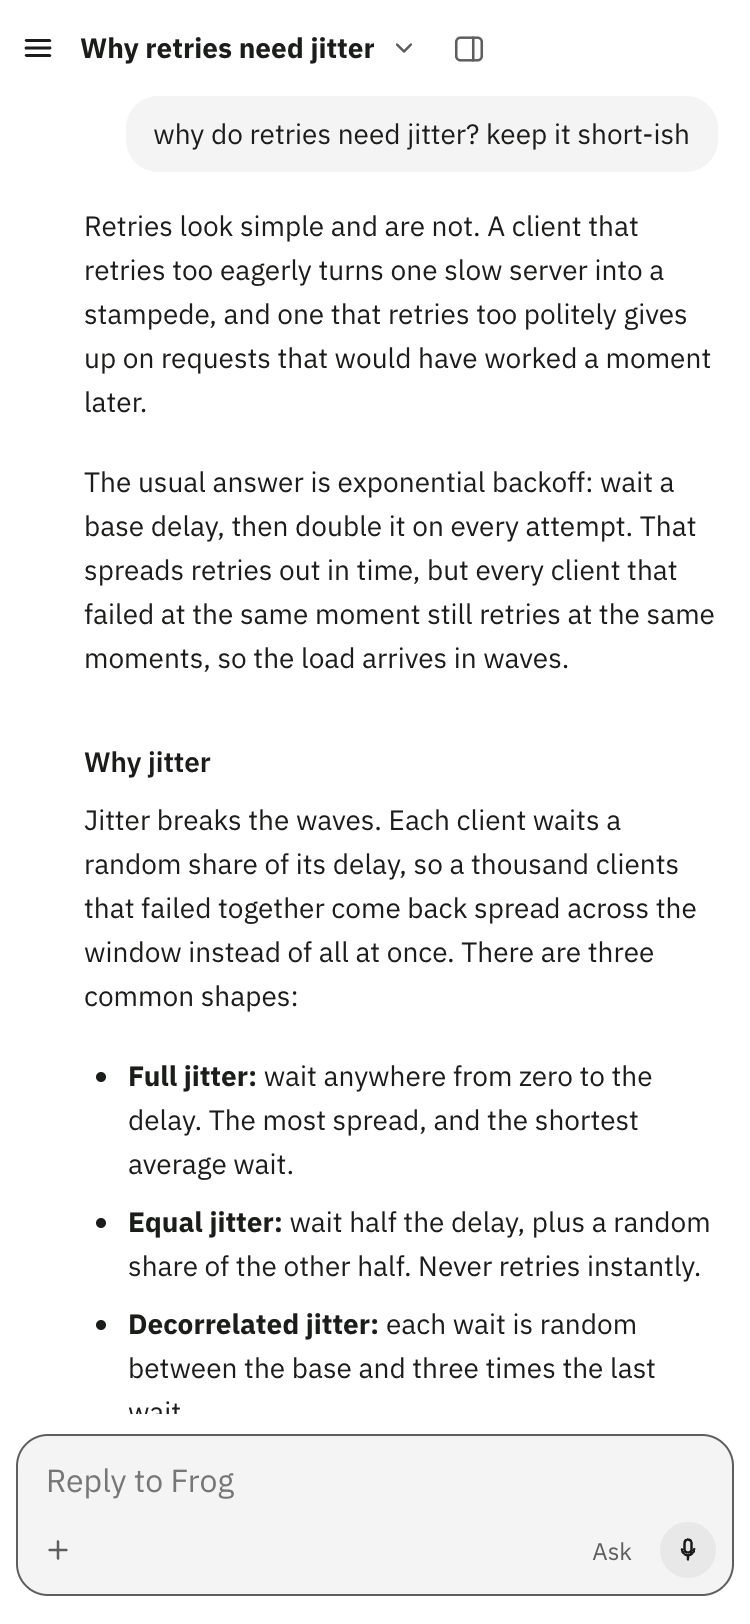 Why retries need jitter
why do retries need jitter? keep it short-ish
Retries look simple and are not. A client that
retries too eagerly turns one slow server into a
stampede, and one that retries too politely gives
up on requests that would have worked a moment
later.
The usual answer is exponential backoff: wait a
base delay, then double it on every attempt. That
spreads retries out in time, but every client that
failed at the same moment still retries at the same
moments, so the load arrives in waves.
Why jitter
Jitter breaks the waves. Each client waits a
random share of its delay, so a thousand clients
that failed together come back spread across the
window instead of all at once. There are three
common shapes:
• Full jitter: wait anywhere from zero to the
delay. The most spread, and the shortest
average wait.
• Equal jitter: wait half the delay, plus a random
share of the other half. Never retries instantly.
• Decorrelated jitter: each wait is random
between the base and three times the last
wait
Reply to Frog
Ask